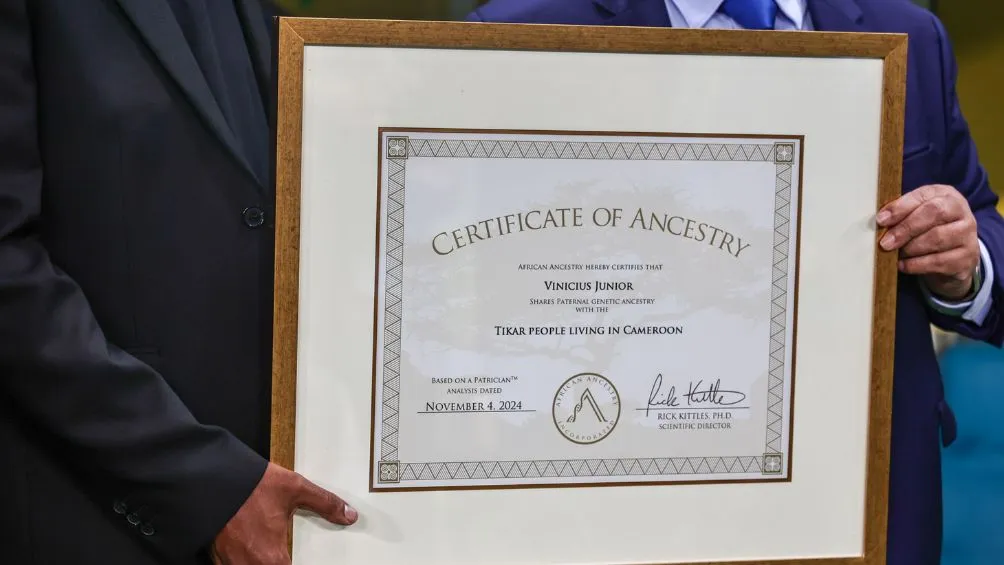 CERTIFICATE OF ANCESTRY
AFRICAN ANCESTRY HEREBY CERTIFIES THAT
VINICIUS JUNIOR
SHARES PATERNAL GENETIC ANCESTRY
WITH THE
TIKAR PEOPLE LIVING IN CAMEROON
BASED ON A PATRICLAN™
ANALYSIS DATED
NOVEMBER 4, 2024
AFRICAN ANCESTRY
INCORPORATED
Rick Kittles
RICK KITTLES, PH.D.
SCIENTIFIC DIRECTOR